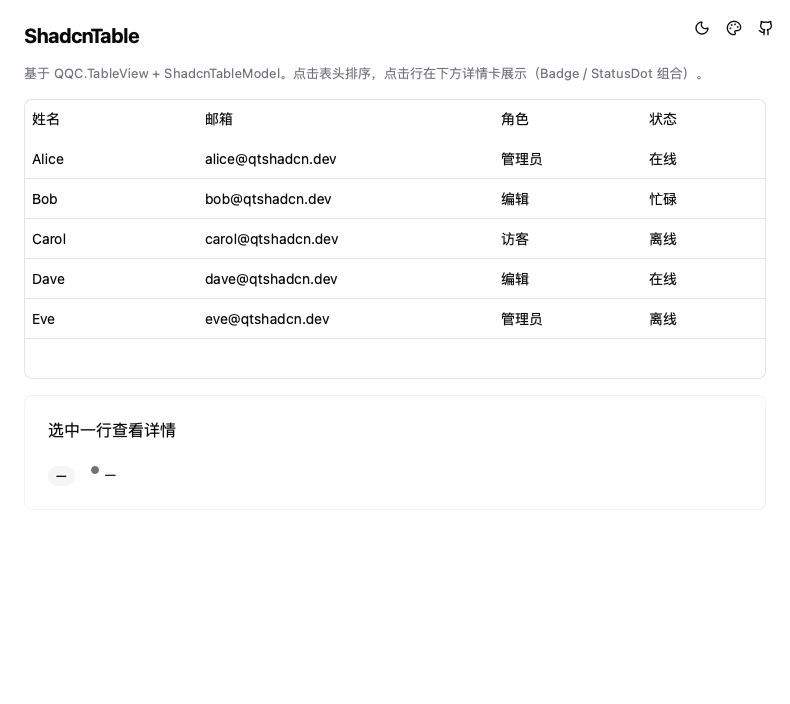 ShadcnTable
基于 QQC.TableView + ShadcnTableModel。点击表头排序，点击行在下方详情卡展示（Badge / StatusDot 组合）。
姓名 邮箱 角色 状态
Alice alice@qtshadcn.dev 管理员 在线
Bob bob@qtshadcn.dev 编辑 忙碌
Carol carol@qtshadcn.dev 访客 离线
Dave dave@qtshadcn.dev 编辑 在线
Eve eve@qtshadcn.dev 管理员 离线
选中一行查看详情
— —